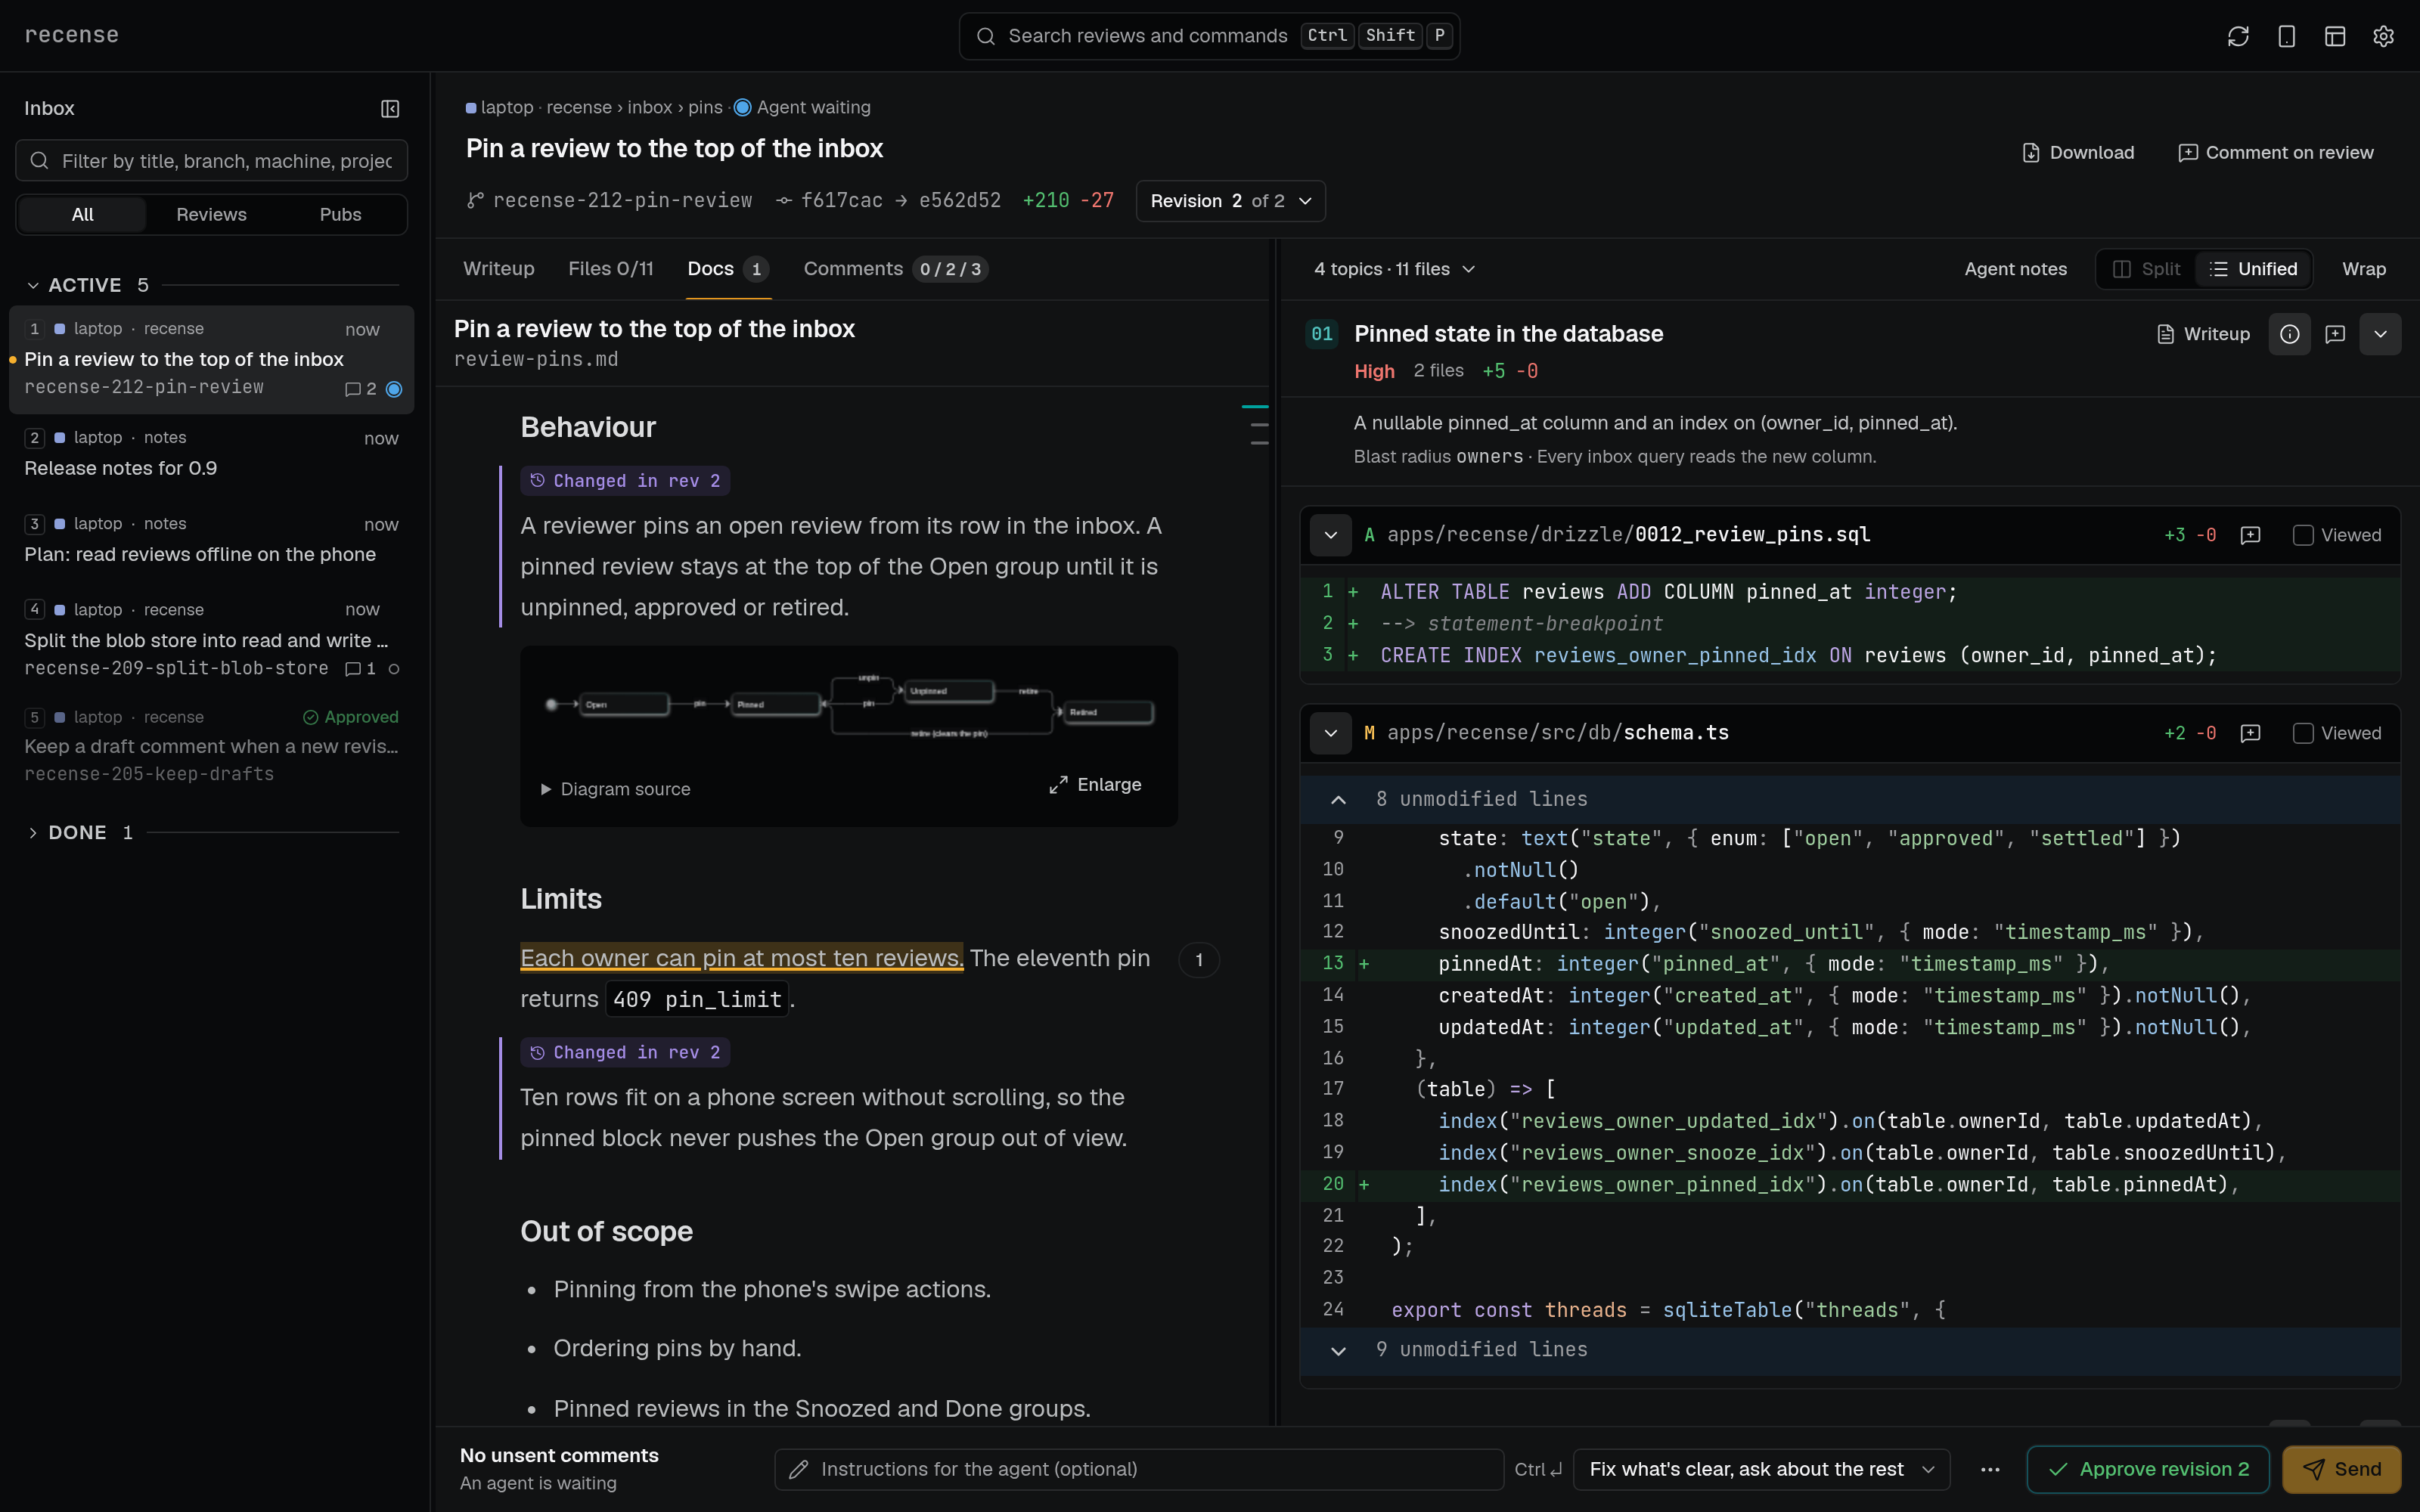 recense
Search reviews and commands Ctrl Shift P
Inbox
Filter by title, branch, machine, projec
All Reviews Pubs
ACTIVE 5
1 laptop · recense now
Pin a review to the top of the inbox
recense-212-pin-review 2
2 laptop · notes now
Release notes for 0.9
3 laptop · notes now
Plan: read reviews offline on the phone
4 laptop · recense now
Split the blob store into read and write ...
recense-209-split-blob-store 1
5 laptop · recense Approved
Keep a draft comment when a new revis...
recense-205-keep-drafts
DONE 1
laptop · recense › inbox › pins · Agent waiting
Pin a review to the top of the inbox
Download Comment on review
recense-212-pin-review f617cac → e562d52 +210 -27 Revision 2 of 2
Writeup Files 0/11 Docs 1 Comments 0 / 2 / 3
Pin a review to the top of the inbox
review-pins.md
Behaviour
Changed in rev 2
A reviewer pins an open review from its row in the inbox. A
pinned review stays at the top of the Open group until it is
unpinned, approved or retired.
Open pin Pinned unpin pin Unpinned retire Retired
retire (clears the pin)
Diagram source Enlarge
Limits
Each owner can pin at most ten reviews. The eleventh pin 1
returns 409 pin_limit.
Changed in rev 2
Ten rows fit on a phone screen without scrolling, so the
pinned block never pushes the Open group out of view.
Out of scope
• Pinning from the phone's swipe actions.
• Ordering pins by hand.
• Pinned reviews in the Snoozed and Done groups.
4 topics · 11 files Agent notes Split Unified Wrap
01 Pinned state in the database Writeup
High 2 files +5 -0
A nullable pinned_at column and an index on (owner_id, pinned_at).
Blast radius owners · Every inbox query reads the new column.
A apps/recense/drizzle/0012_review_pins.sql +3 -0 Viewed
1 + ALTER TABLE reviews ADD COLUMN pinned_at integer;
2 + --> statement-breakpoint
3 + CREATE INDEX reviews_owner_pinned_idx ON reviews (owner_id, pinned_at);
M apps/recense/src/db/schema.ts +2 -0 Viewed
8 unmodified lines
9 state: text("state", { enum: ["open", "approved", "settled"] })
10 .notNull()
11 .default("open"),
12 snoozedUntil: integer("snoozed_until", { mode: "timestamp_ms" }),
13 + pinnedAt: integer("pinned_at", { mode: "timestamp_ms" }),
14 createdAt: integer("created_at", { mode: "timestamp_ms" }).notNull(),
15 updatedAt: integer("updated_at", { mode: "timestamp_ms" }).notNull(),
16 },
17 (table) => [
18 index("reviews_owner_updated_idx").on(table.ownerId, table.updatedAt),
19 index("reviews_owner_snooze_idx").on(table.ownerId, table.snoozedUntil),
20 + index("reviews_owner_pinned_idx").on(table.ownerId, table.pinnedAt),
21 ],
22 );
23
24 export const threads = sqliteTable("threads", {
9 unmodified lines
No unsent comments
An agent is waiting
Instructions for the agent (optional) Ctrl Fix what's clear, ask about the rest ··· Approve revision 2 Send